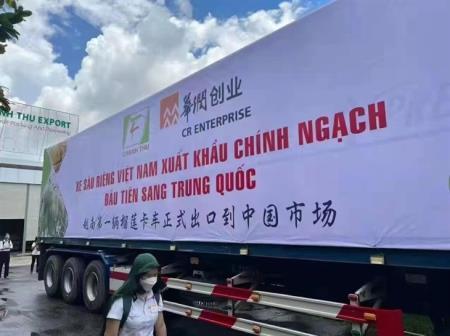 NH THU EXPORT
CHANH THU
華潤创业
CR ENTERPRISE
XE SẦU RIÊNG VIỆT NAM XUẤT KHẨU CHÍNH NGẠCH
ĐẦU TIÊN SANG TRUNG QUỐC
越南第一辆榴莲卡车正式出口到中国市场